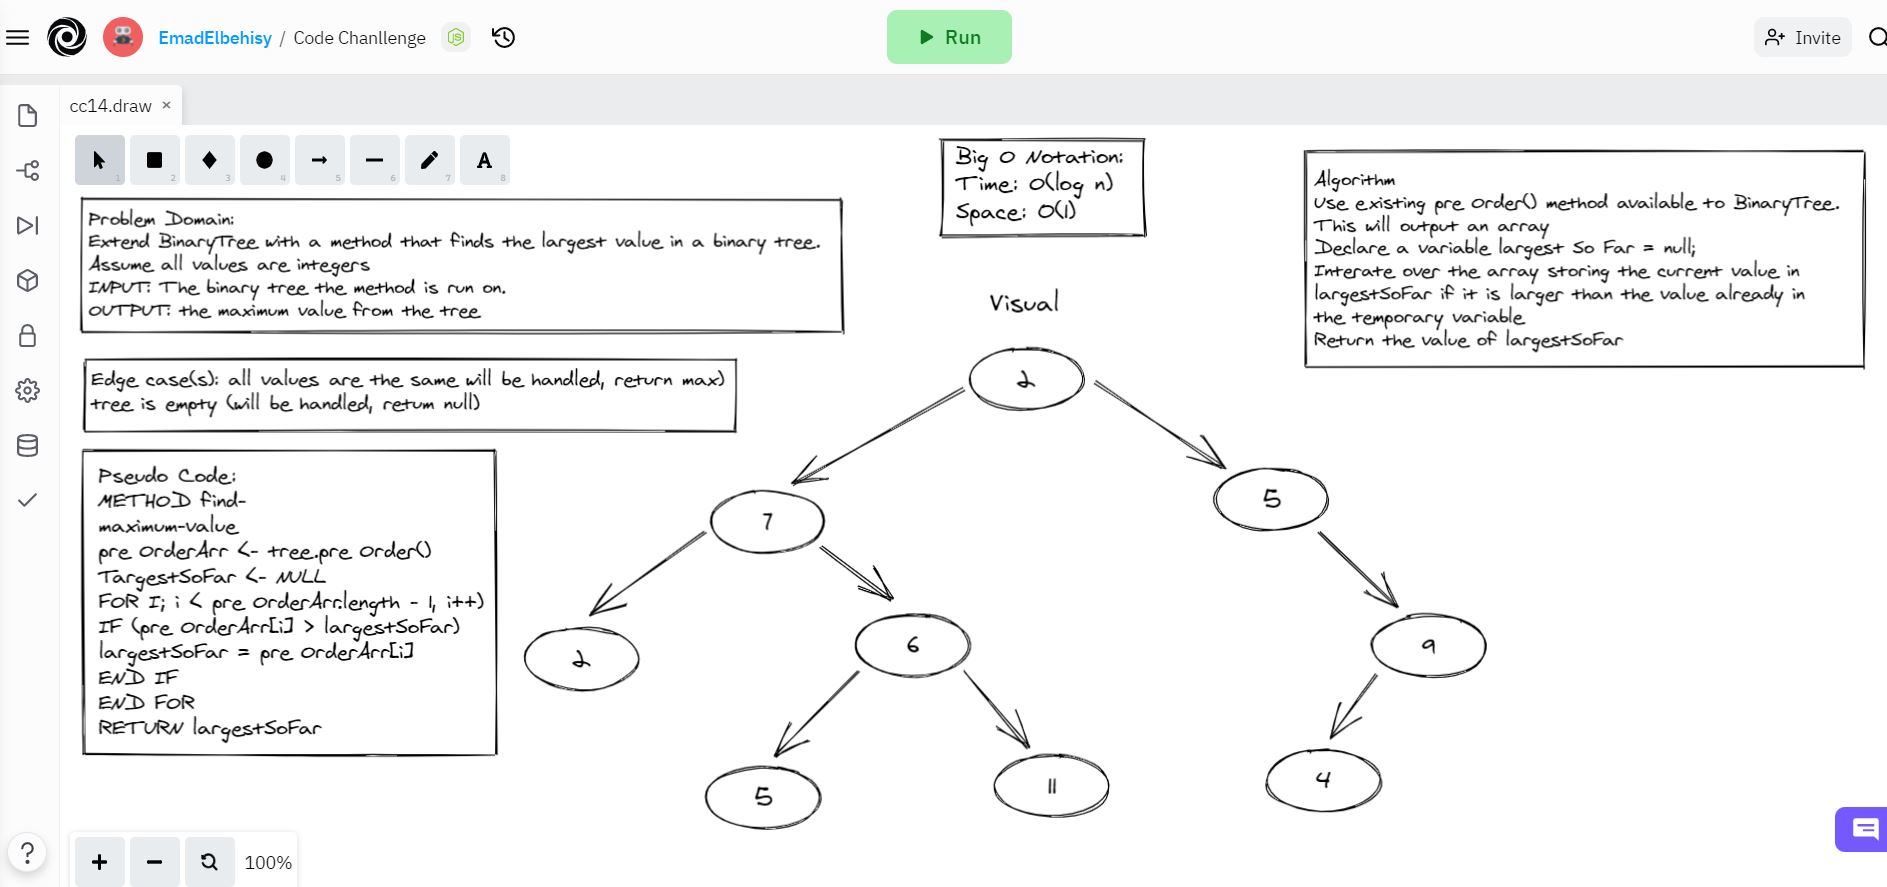 EmadElbehisy / Code Chanllenge
Run
Invite
cc14.draw ×
1 2 3 4 5 6 7 8
A
Problem Domain:
Extend BinaryTree with a method that finds the largest value in a binary tree.
Assume all values are integers
INPUT: The binary tree the method is run on.
OUTPUT: the maximum value from the tree
Edge case(s): all values are the same will be handled, return max)
tree is empty (will be handled, retum null)
Pseudo Code:
METHOD find-
maximum-value
pre OrderArr <- tree.pre Order()
TargestSoFar <- NULL
FOR I; i < pre OrderArr.length - 1, i++)
IF (pre OrderArr[i] > largestSoFar)
largestSoFar = pre OrderArr[i]
END IF
END FOR
RETURN largestSoFar
Big O Notation:
Time: O(log n)
Space: O(1)
Visual
2
7
5
2
6
9
5
11
4
Algorithm
Use existing pre Order() method available to BinaryTree.
This will output an array
Declare a variable largest So Far = null;
Interate over the array storing the current value in
largestSoFar if it is larger than the value already in
the temporary variable
Return the value of largestSoFar
100%
?